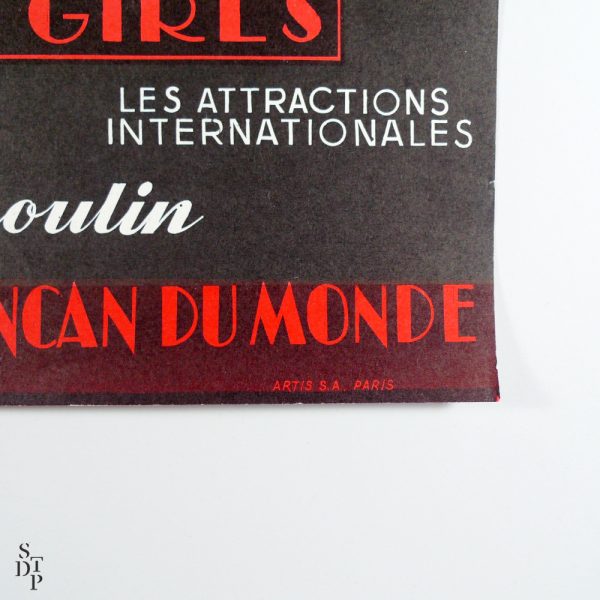 GIRLS
LES ATTRACTIONS
INTERNATIONALES
oulin
NCAN DU MONDE
ARTIS S.A. PARIS
S
DT
P